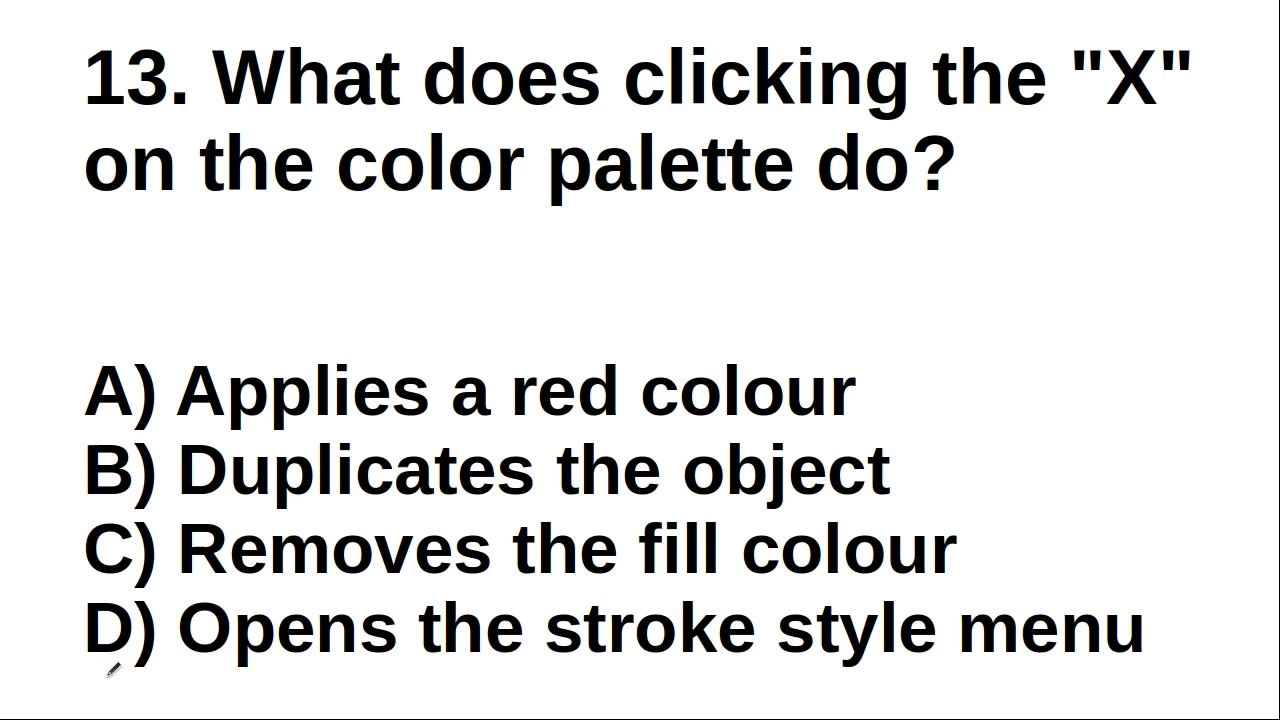 13. What does clicking the "X"
on the color palette do?
A) Applies a red colour
B) Duplicates the object
C) Removes the fill colour
D) Opens the stroke style menu